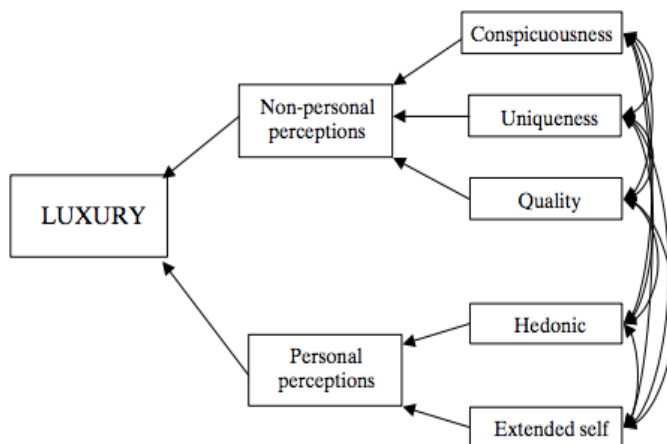 Conspicuousness
Non-personal
perceptions
Uniqueness
LUXURY
Quality
Hedonic
Personal
perceptions
Extended self